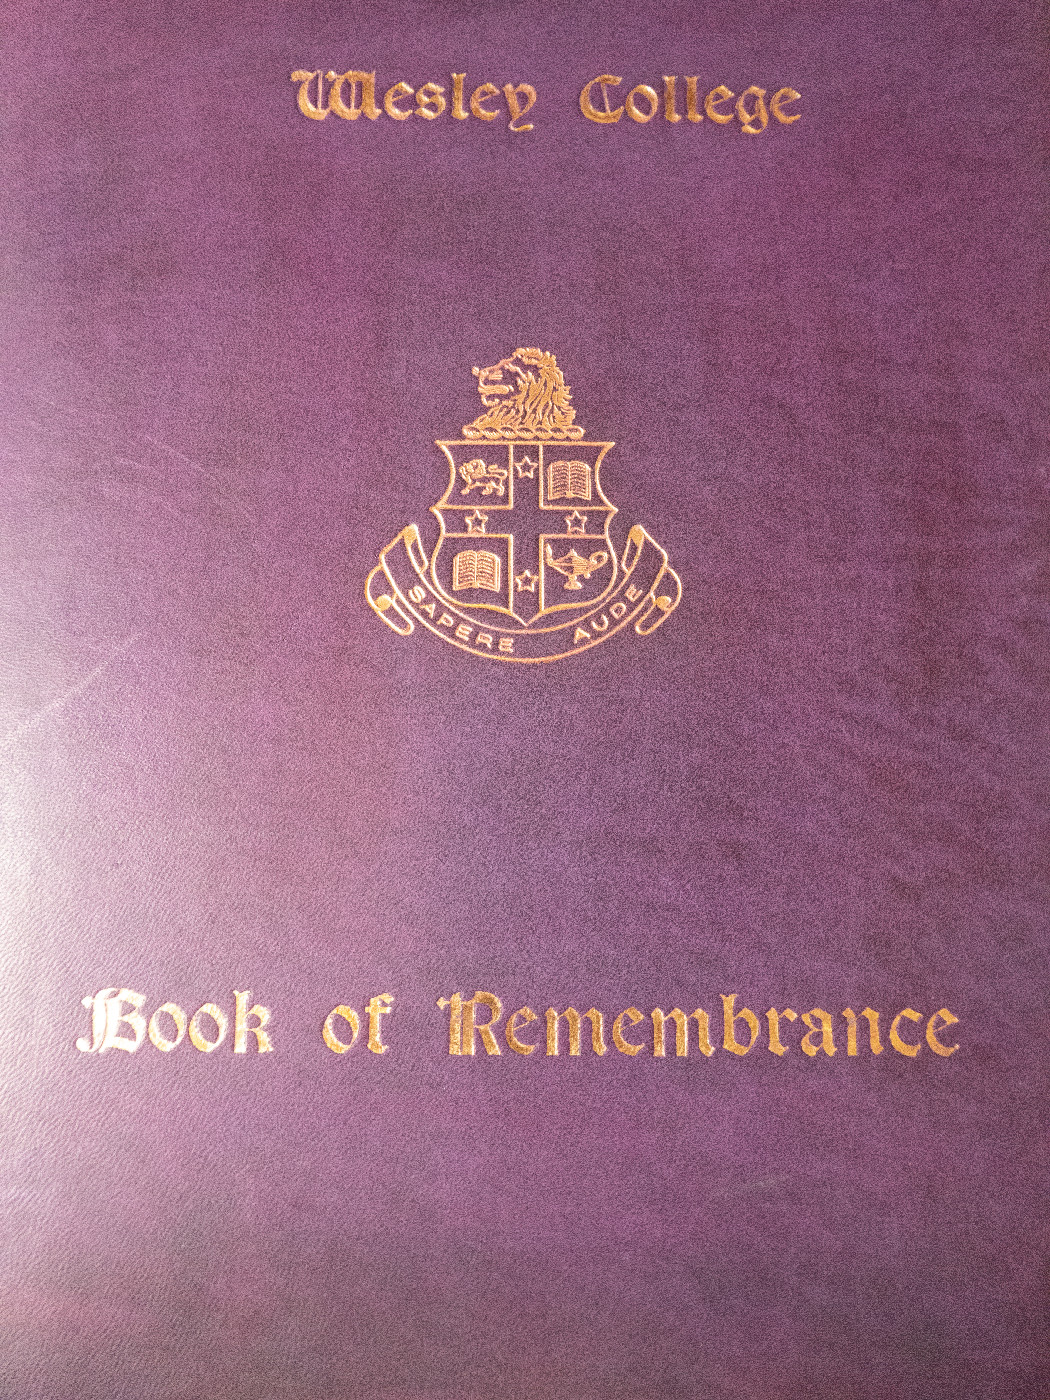 Wesley College
SAPERE AUDE
Book of Remembrance